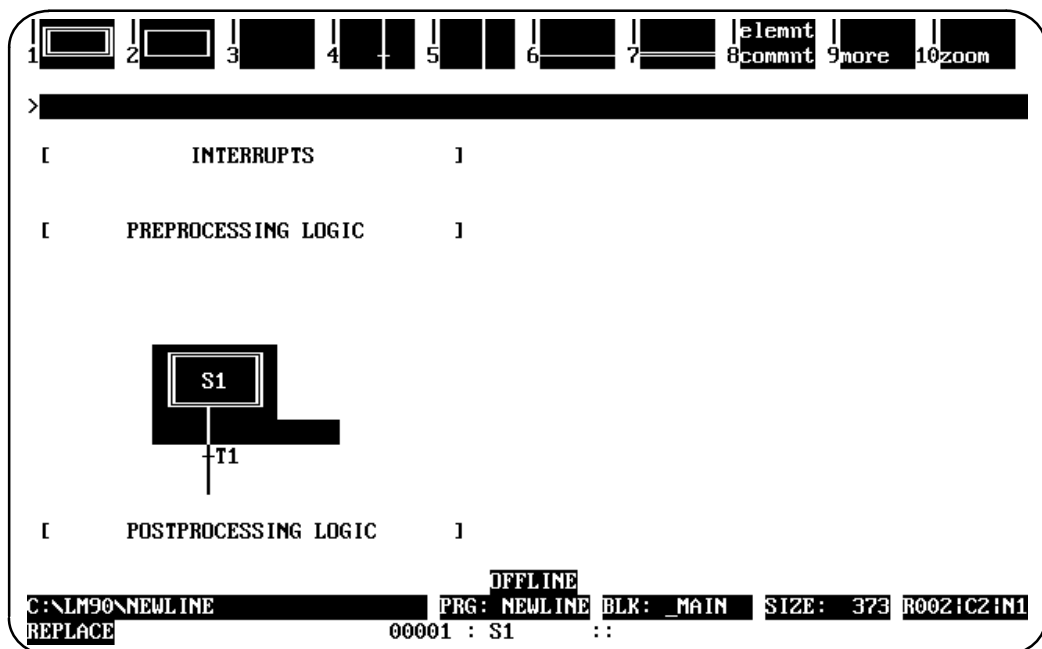 elemnt
1 2 3 4 5 6 7 8commnt 9more 10zoom
>
[ INTERRUPTS ]
[ PREPROCESSING LOGIC ]
S1
T1
[ POSTPROCESSING LOGIC ]
OFFLINE
C:\LM90\NEWLINE PRG: NEWLINE BLK: _MAIN SIZE: 373 R002|C2|N1
REPLACE 00001 : S1 ::